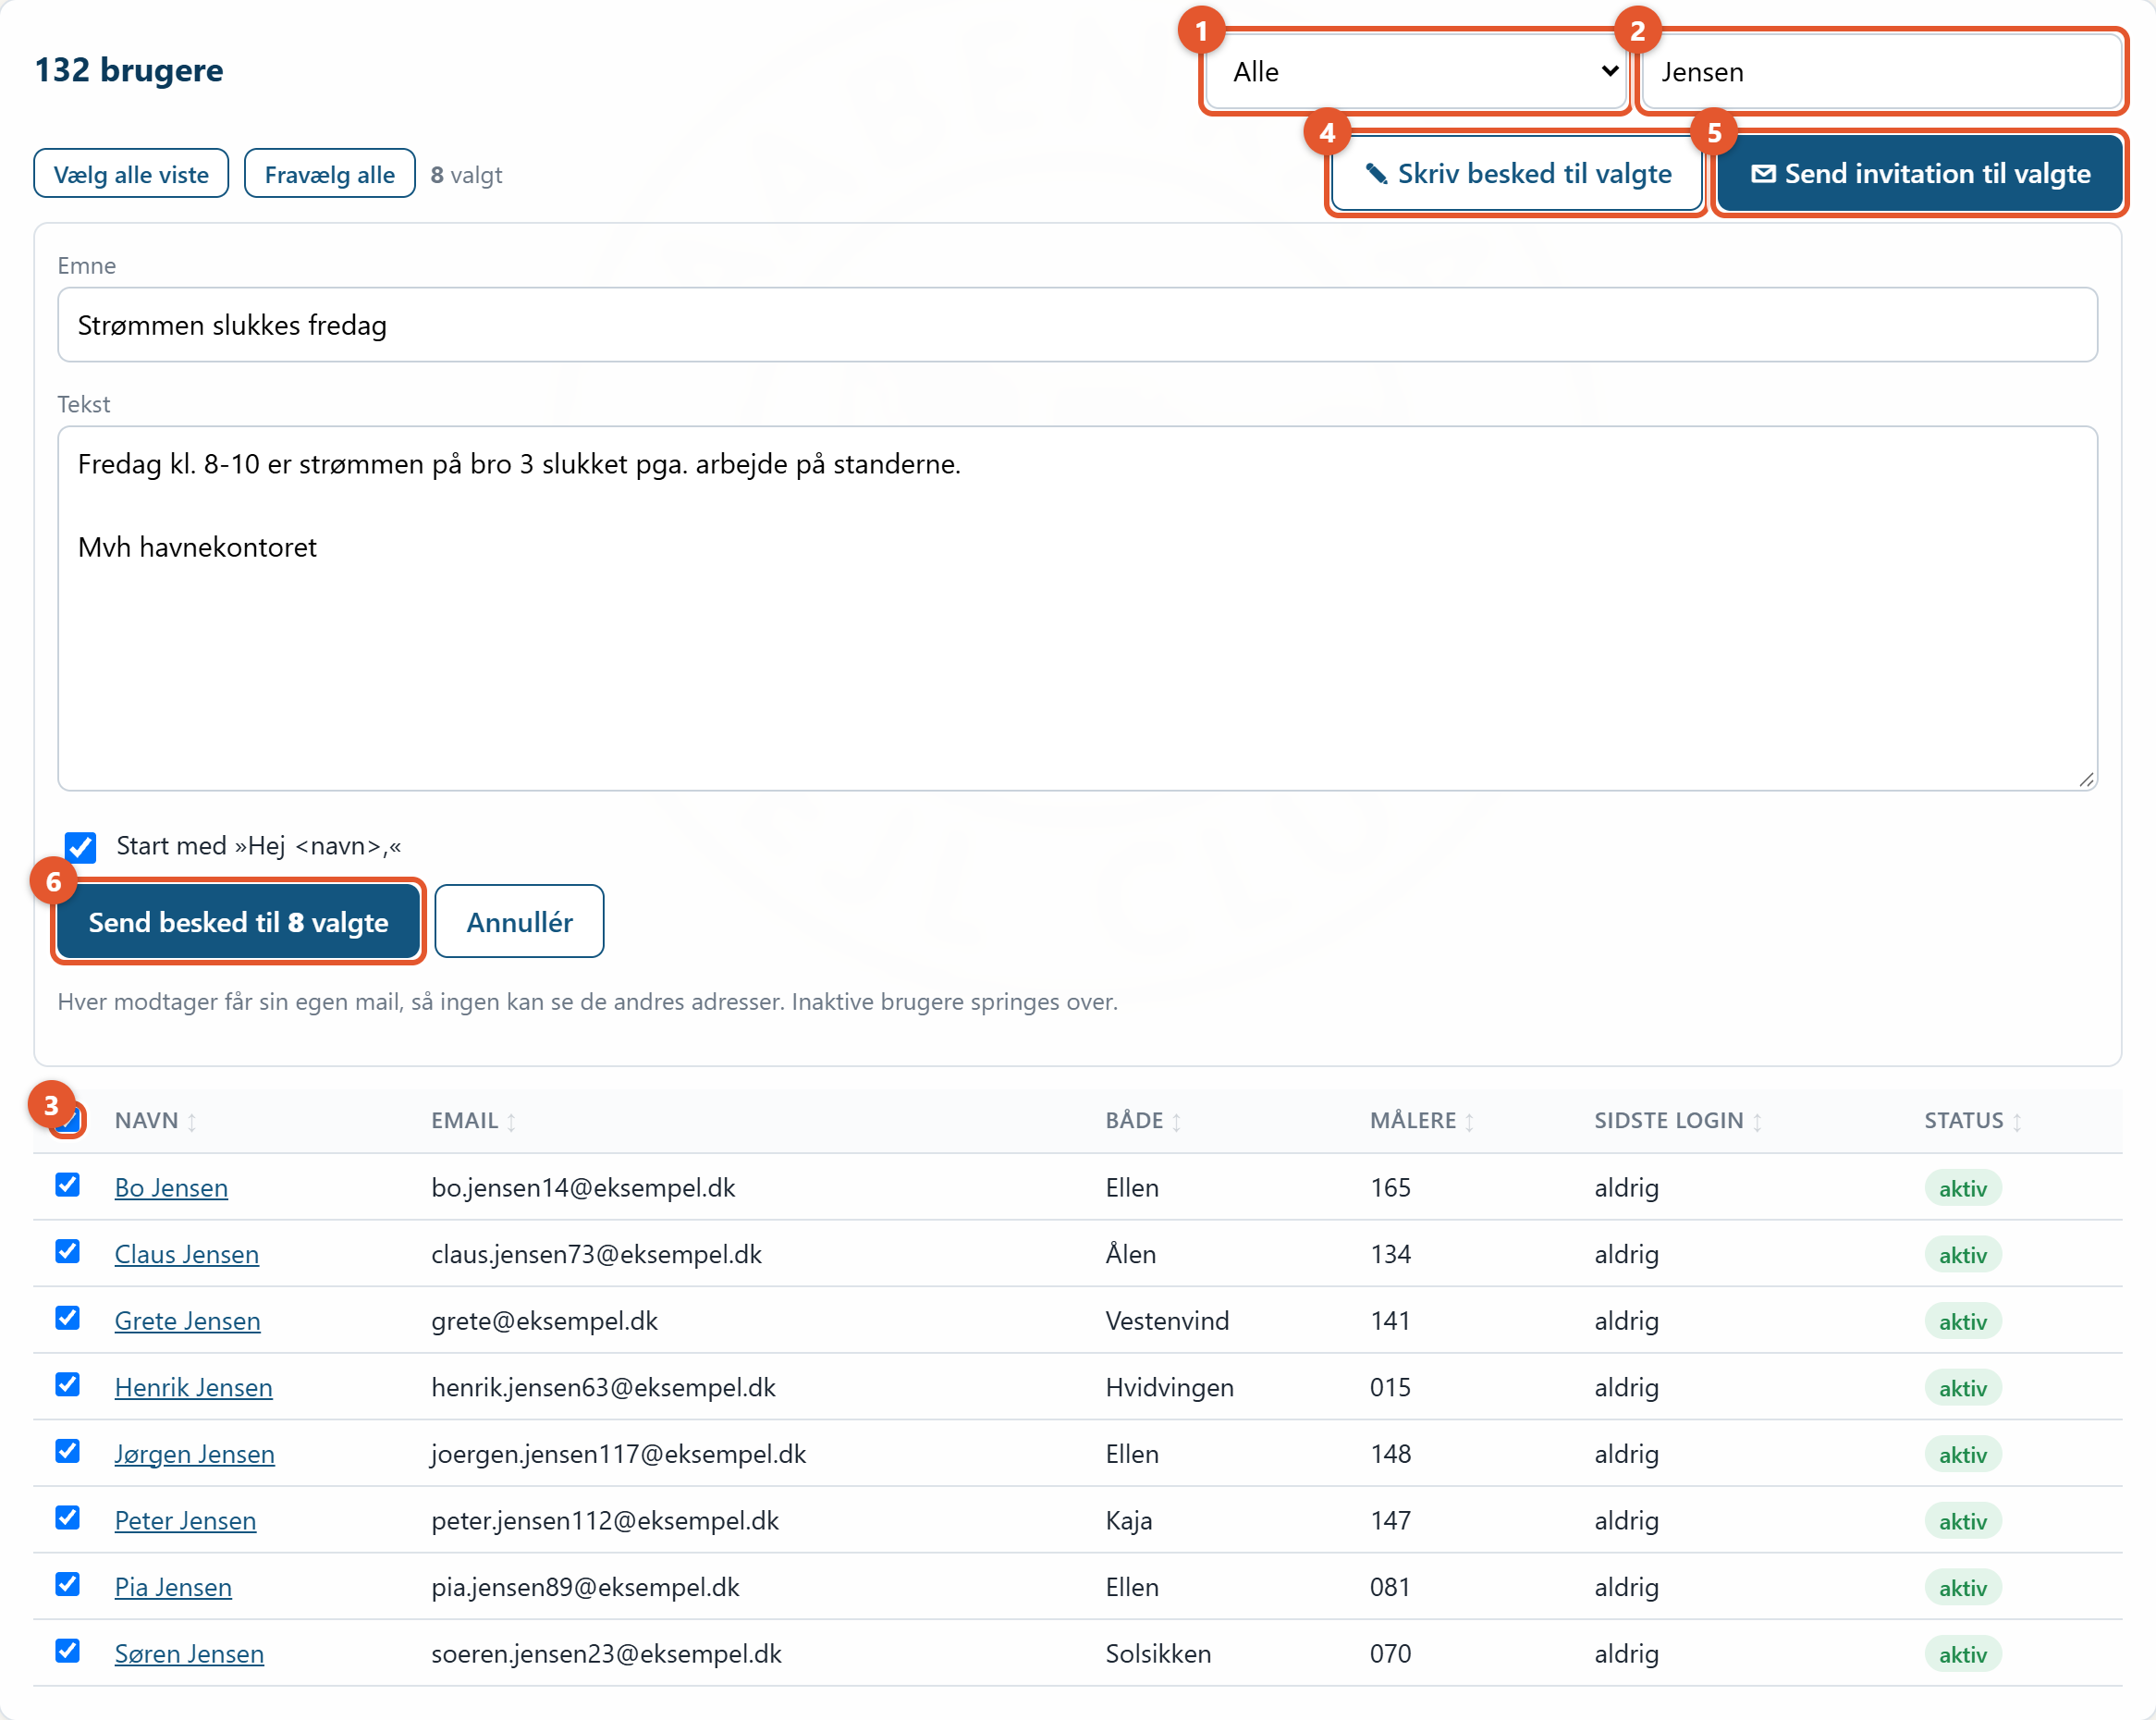 132 brugere
1
Alle
2
Jensen
Vælg alle viste
Fravælg alle
8 valgt
4
Skriv besked til valgte
5
Send invitation til valgte
Emne
Strømmen slukkes fredag
Tekst
Fredag kl. 8-10 er strømmen på bro 3 slukket pga. arbejde på standerne.
Mvh havnekontoret
Start med »Hej <navn>,«
6
Send besked til 8 valgte
Annullér
Hver modtager får sin egen mail, så ingen kan se de andres adresser. Inaktive brugere springes over.
3
NAVN EMAIL BÅDE MÅLERE SIDSTE LOGIN STATUS
Bo Jensen bo.jensen14@eksempel.dk Ellen 165 aldrig aktiv
Claus Jensen claus.jensen73@eksempel.dk Ålen 134 aldrig aktiv
Grete Jensen grete@eksempel.dk Vestenvind 141 aldrig aktiv
Henrik Jensen henrik.jensen63@eksempel.dk Hvidvingen 015 aldrig aktiv
Jørgen Jensen joergen.jensen117@eksempel.dk Ellen 148 aldrig aktiv
Peter Jensen peter.jensen112@eksempel.dk Kaja 147 aldrig aktiv
Pia Jensen pia.jensen89@eksempel.dk Ellen 081 aldrig aktiv
Søren Jensen soeren.jensen23@eksempel.dk Solsikken 070 aldrig aktiv